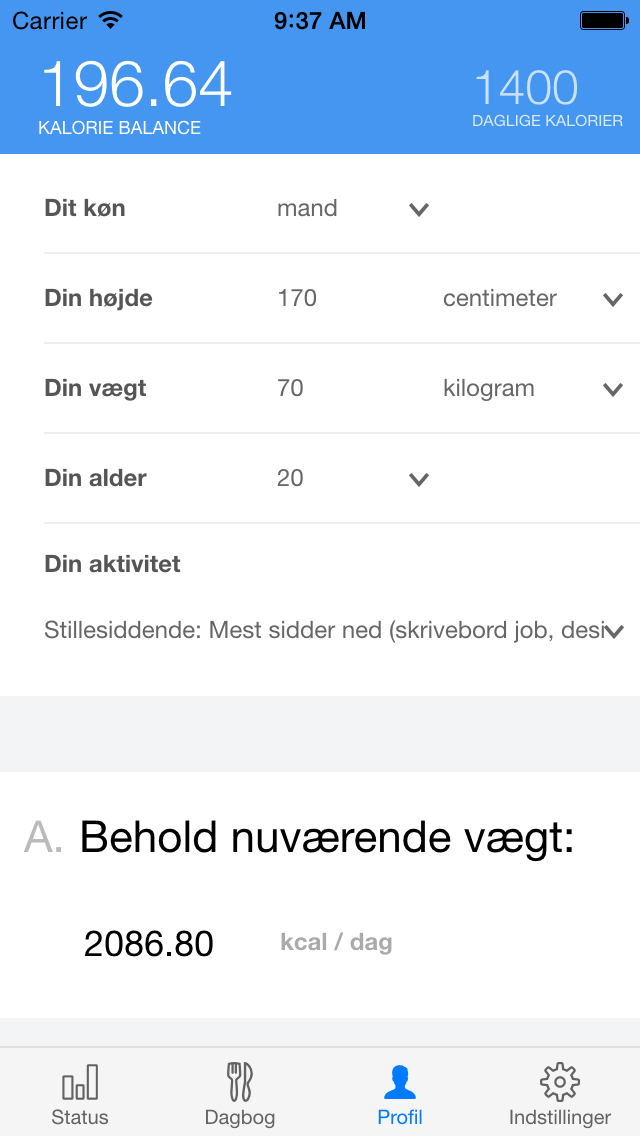 Carrier 9:37 AM
196.64 1400
KALORIE BALANCE DAGLIGE KALORIER
Dit køn mand
Din højde 170 centimeter
Din vægt 70 kilogram
Din alder 20
Din aktivitet
Stillesiddende: Mest sidder ned (skrivebord job, desi
A. Behold nuværende vægt:
2086.80 kcal / dag
Status Dagbog Profil Indstillinger